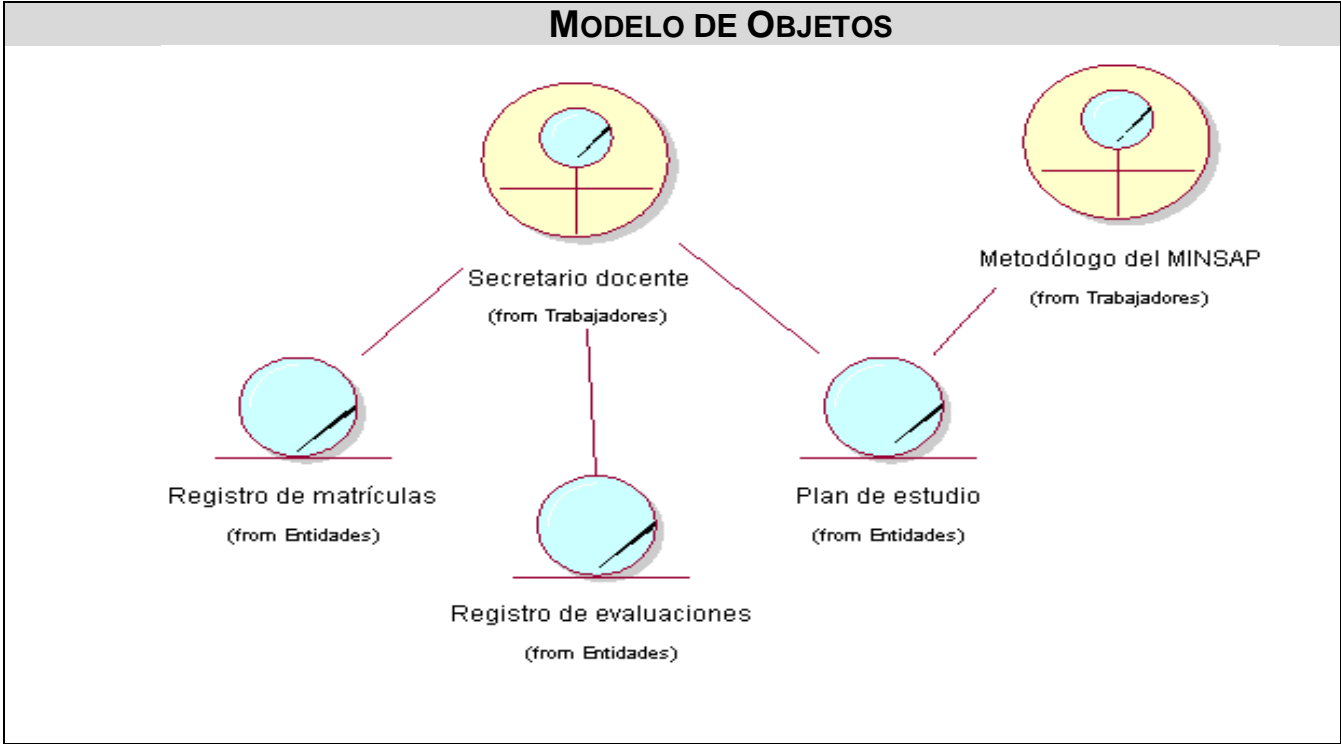 MODELO DE OBJETOS
Secretario docente
(from Trabajadores)
Metodólogo del MINSAP
(from Trabajadores)
Registro de matrículas
(from Entidades)
Plan de estudio
(from Entidades)
Registro de evaluaciones
(from Entidades)